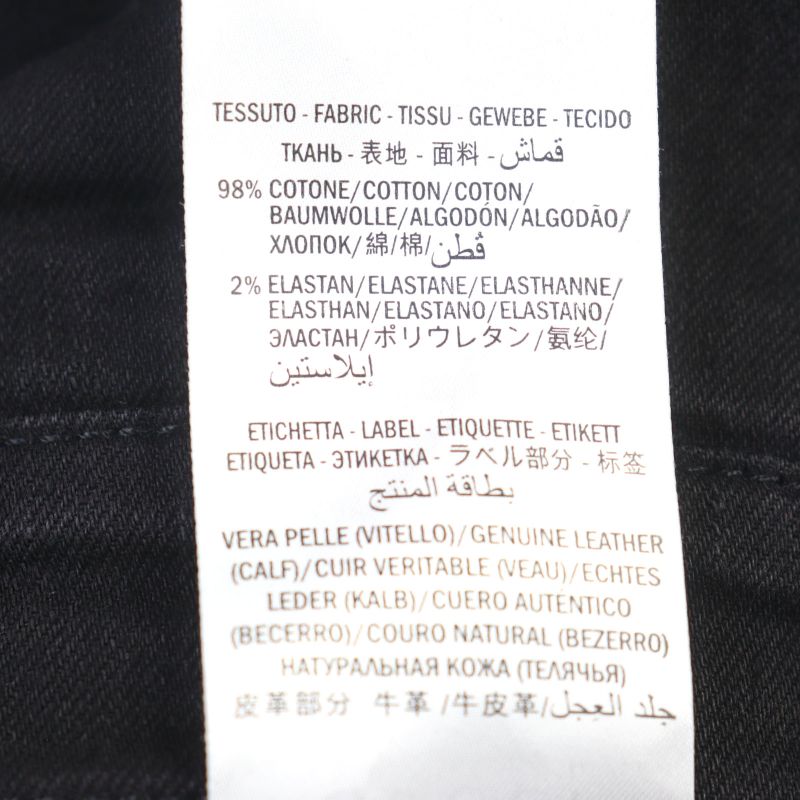 TESSUTO - FABRIC - TISSU - GEWEBE - TECIDO
ТКАНЬ - 表地 - 面料 - قماش
98% COTONE/COTTON/COTON/
BAUMWOLLE/ALGODÓN/ALGODÃO/
ХЛОПОК/綿/棉/قُطن
2% ELASTAN/ELASTANE/ELASTHANNE/
ELASTHAN/ELASTANO/ELASTANO/
ЭЛАСТАН/ポリウレタン/氨纶/
إيلاستين
ETICHETTA - LABEL - ETIQUETTE - ETIKETT
ETIQUETA - ЭТИКЕТКА - ラベル部分 - 标签
بطاقة المنتج
VERA PELLE (VITELLO)/GENUINE LEATHER
(CALF)/CUIR VERITABLE (VEAU)/ECHTES
LEDER (KALB)/CUERO AUTÉNTICO
(BECERRO)/COURO NATURAL (BEZERRO)
НАТУРАЛЬНАЯ КОЖА (ТЕЛЯЧЬЯ)
皮革部分 牛革 /牛皮革/جلد العِجل